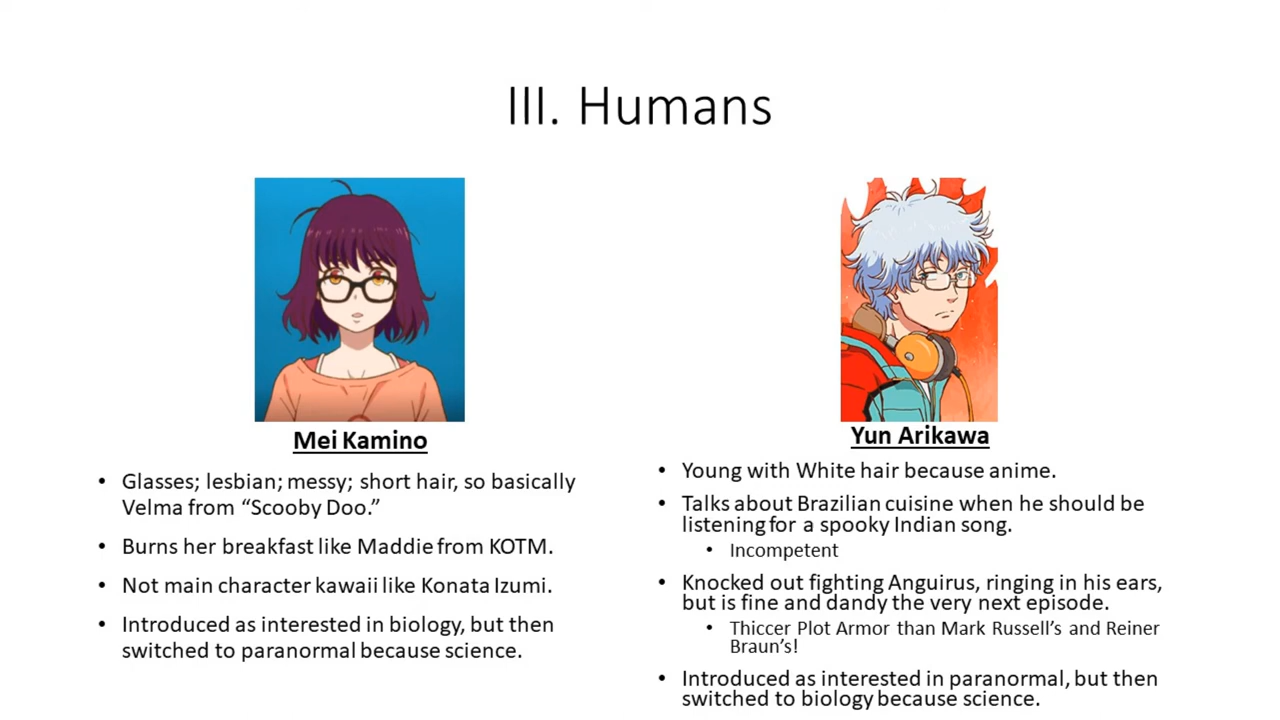 III. Humans
Mei Kamino
• Glasses; lesbian; messy; short hair, so basically
Velma from “Scooby Doo.”
• Burns her breakfast like Maddie from KOTM.
• Not main character kawaii like Konata Izumi.
• Introduced as interested in biology, but then
switched to paranormal because science.
Yun Arikawa
• Young with White hair because anime.
• Talks about Brazilian cuisine when he should be
listening for a spooky Indian song.
• Incompetent
• Knocked out fighting Anguirus, ringing in his ears,
but is fine and dandy the very next episode.
• Thiccer Plot Armor than Mark Russell’s and Reiner
Braun’s!
• Introduced as interested in paranormal, but then
switched to biology because science.